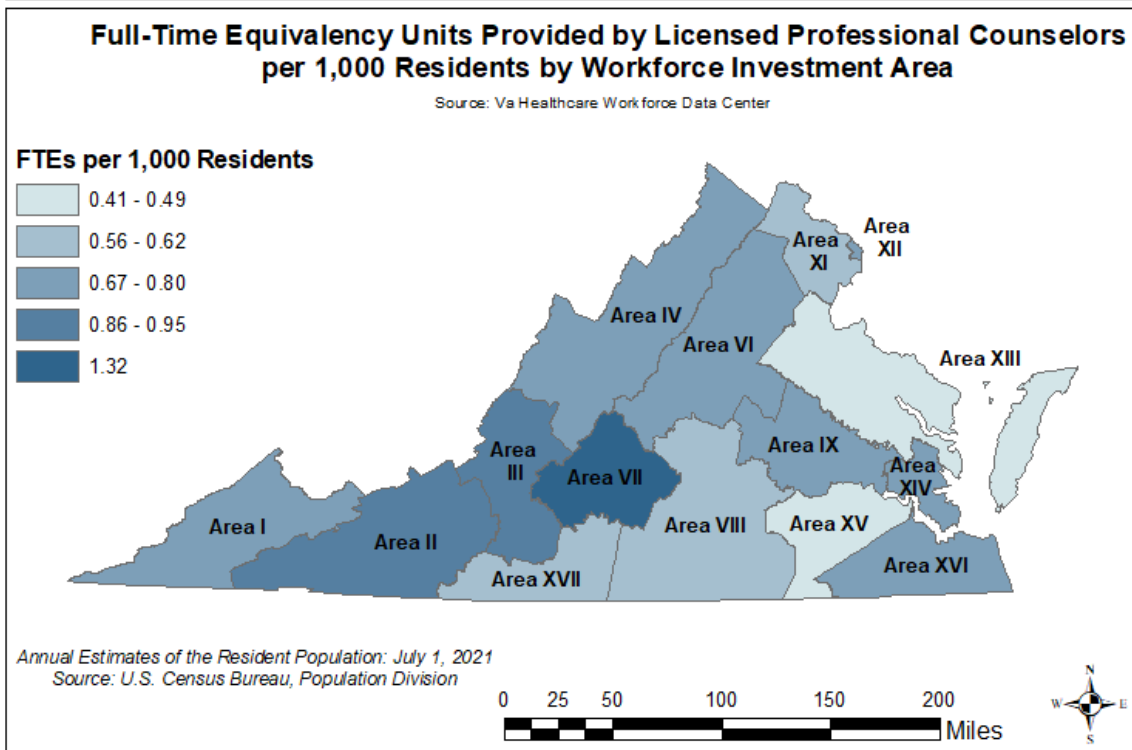 Full-Time Equivalency Units Provided by Licensed Professional Counselors
per 1,000 Residents by Workforce Investment Area
Source: Va Healthcare Workforce Data Center
FTEs per 1,000 Residents
0.41 - 0.49
0.56 - 0.62
0.67 - 0.80
0.86 - 0.95
1.32
Area
XII
Area
XI
Area IV
Area VI
Area XIII
Area IX
Area
III
Area VII
Area
XIV
Area I
Area II
Area VIII
Area XV
Area XVII
Area XVI
Annual Estimates of the Resident Population: July 1, 2021
Source: U.S. Census Bureau, Population Division
0 25 50 100 150 200
Miles
N
W E
S